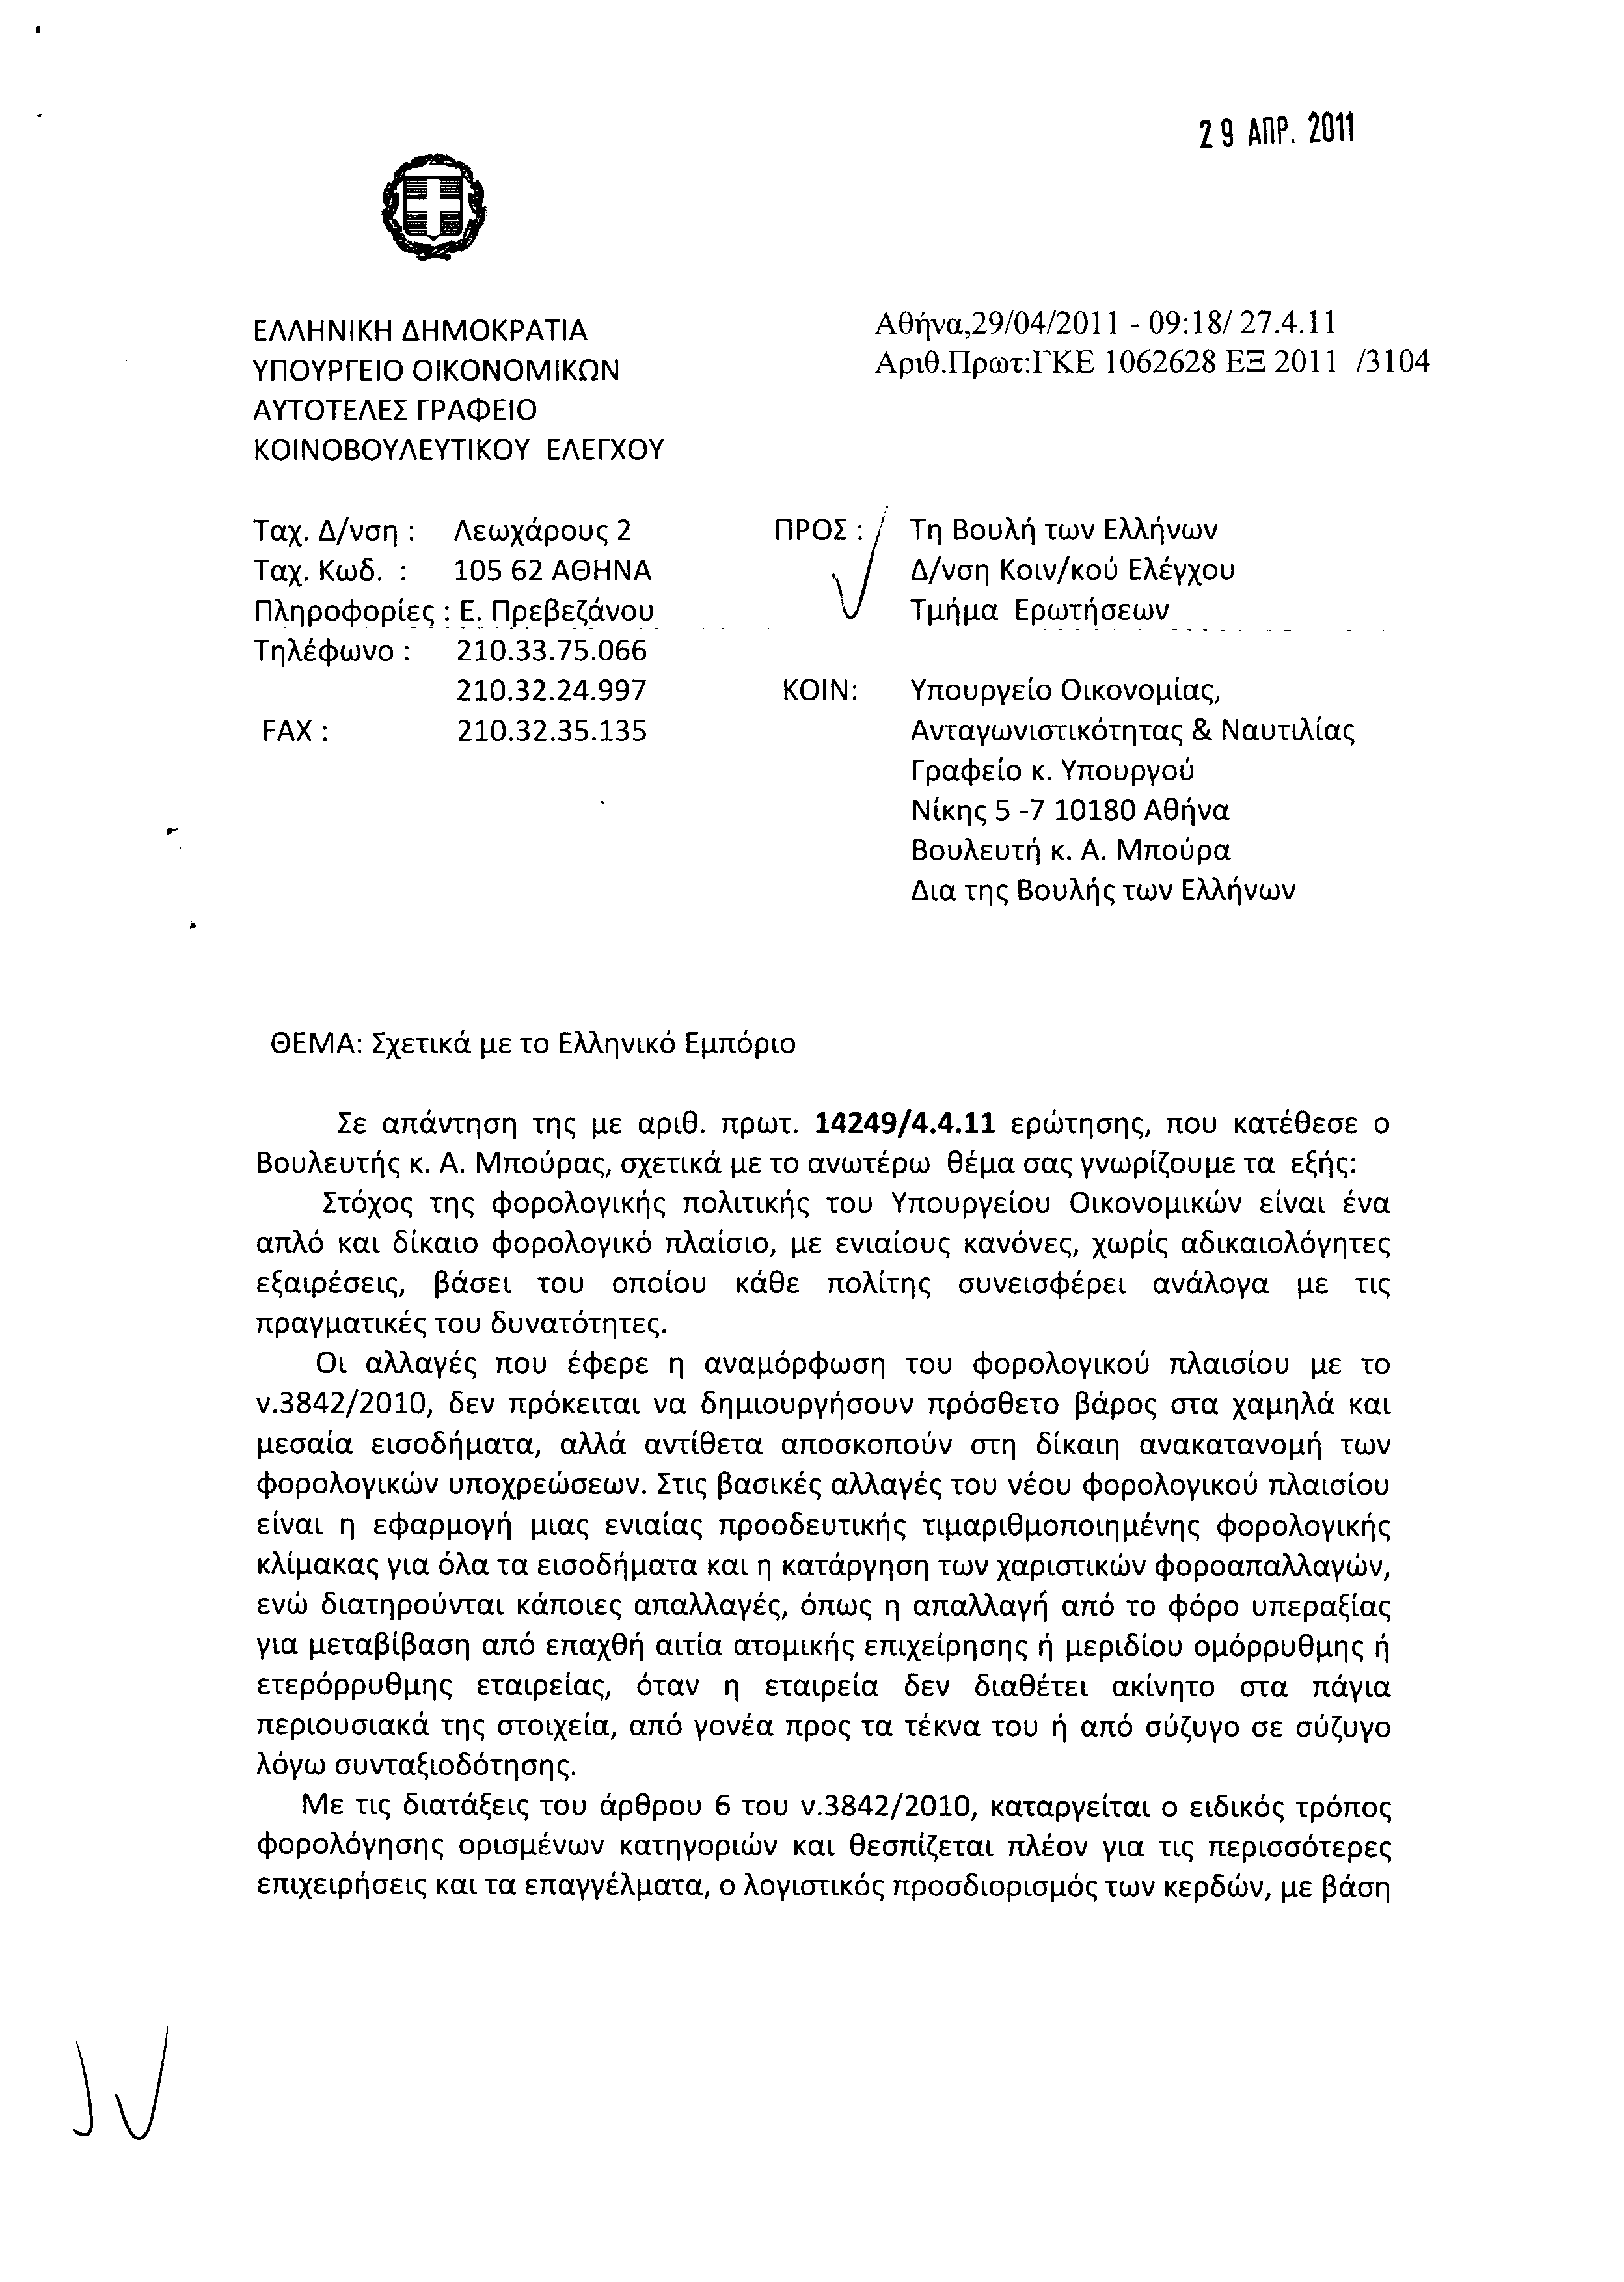 29 ΑΠΡ. 2011
ΕΛΛΗΝΙΚΗ ΔΗΜΟΚΡΑΤΙΑ
ΥΠΟΥΡΓΕΙΟ ΟΙΚΟΝΟΜΙΚΩΝ
ΑΥΤΟΤΕΛΕΣ ΓΡΑΦΕΙΟ
ΚΟΙΝΟΒΟΥΛΕΥΤΙΚΟΥ ΕΛΕΓΧΟΥ
Αθήνα,29/04/2011 - 09:18/ 27.4.11
Αριθ.Πρωτ:ΓΚΕ 1062628 ΕΞ 2011 /3104
Ταχ. Δ/νση : Λεωχάρους 2
Ταχ. Κωδ. : 105 62 ΑΘΗΝΑ
Πληροφορίες : Ε. Πρεβεζάνου
Τηλέφωνο : 210.33.75.066
210.32.24.997
FAX : 210.32.35.135
ΠΡΟΣ : Τη Βουλή των Ελλήνων
Δ/νση Κοιν/κού Ελέγχου
Τμήμα Ερωτήσεων
ΚΟΙΝ: Υπουργείο Οικονομίας,
Ανταγωνιστικότητας & Ναυτιλίας
Γραφείο κ. Υπουργού
Νίκης 5 -7 10180 Αθήνα
Βουλευτή κ. Α. Μπούρα
Δια της Βουλής των Ελλήνων
ΘΕΜΑ: Σχετικά με το Ελληνικό Εμπόριο
Σε απάντηση της με αριθ. πρωτ. 14249/4.4.11 ερώτησης, που κατέθεσε ο
Βουλευτής κ. Α. Μπούρας, σχετικά με το ανωτέρω θέμα σας γνωρίζουμε τα εξής:
Στόχος της φορολογικής πολιτικής του Υπουργείου Οικονομικών είναι ένα
απλό και δίκαιο φορολογικό πλαίσιο, με ενιαίους κανόνες, χωρίς αδικαιολόγητες
εξαιρέσεις, βάσει του οποίου κάθε πολίτης συνεισφέρει ανάλογα με τις
πραγματικές του δυνατότητες.
Οι αλλαγές που έφερε η αναμόρφωση του φορολογικού πλαισίου με το
ν.3842/2010, δεν πρόκειται να δημιουργήσουν πρόσθετο βάρος στα χαμηλά και
μεσαία εισοδήματα, αλλά αντίθετα αποσκοπούν στη δίκαιη ανακατανομή των
φορολογικών υποχρεώσεων. Στις βασικές αλλαγές του νέου φορολογικού πλαισίου
είναι η εφαρμογή μιας ενιαίας προοδευτικής τιμαριθμοποιημένης φορολογικής
κλίμακας για όλα τα εισοδήματα και η κατάργηση των χαριστικών φοροαπαλλαγών,
ενώ διατηρούνται κάποιες απαλλαγές, όπως η απαλλαγή από το φόρο υπεραξίας
για μεταβίβαση από επαχθή αιτία ατομικής επιχείρησης ή μεριδίου ομόρρυθμης ή
ετερόρρυθμης εταιρείας, όταν η εταιρεία δεν διαθέτει ακίνητο στα πάγια
περιουσιακά της στοιχεία, από γονέα προς τα τέκνα του ή από σύζυγο σε σύζυγο
λόγω συνταξιοδότησης.
Με τις διατάξεις του άρθρου 6 του ν.3842/2010, καταργείται ο ειδικός τρόπος
φορολόγησης ορισμένων κατηγοριών και θεσπίζεται πλέον για τις περισσότερες
επιχειρήσεις και τα επαγγέλματα, ο λογιστικός προσδιορισμός των κερδών, με βάση